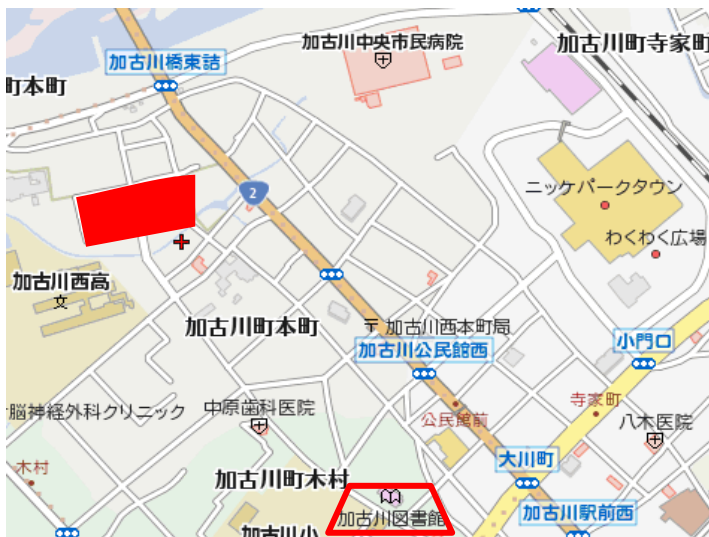 加古川中央市民病院
加古川町寺家町
加古川橋東詰
町本町
2
ニッケパークタウン
わくわく広場
加古川西高
文
加古川町本町
〒 加古川西本町局
小門口
加古川公民館西
寺家町
脳神経外科クリニック
中原歯科医院
公民館前
八木医院
大川町
木村
加古川町木村
加古川図書館
加古川駅前西
加古川小